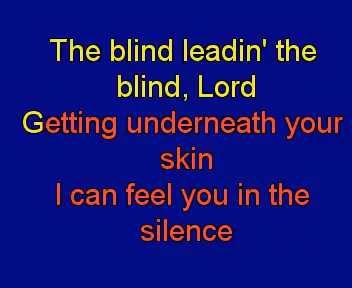 The blind leadin' the
blind, Lord
Getting underneath your
skin
I can feel you in the
silence